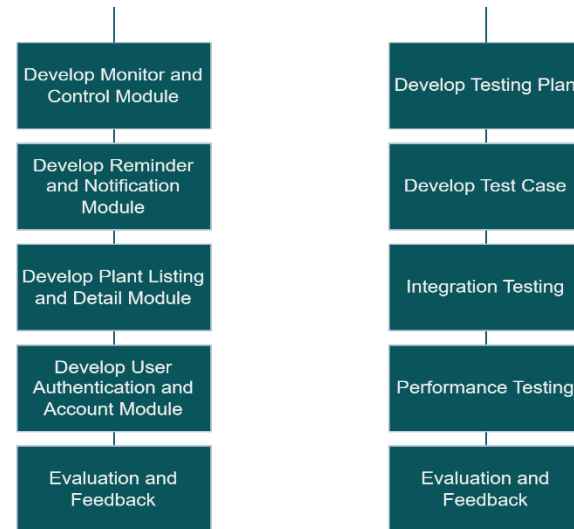 Develop Monitor and
Control Module
Develop Reminder
and Notification
Module
Develop Plant Listing
and Detail Module
Develop User
Authentication and
Account Module
Evaluation and
Feedback
Develop Testing Plan
Develop Test Case
Integration Testing
Performance Testing
Evaluation and
Feedback